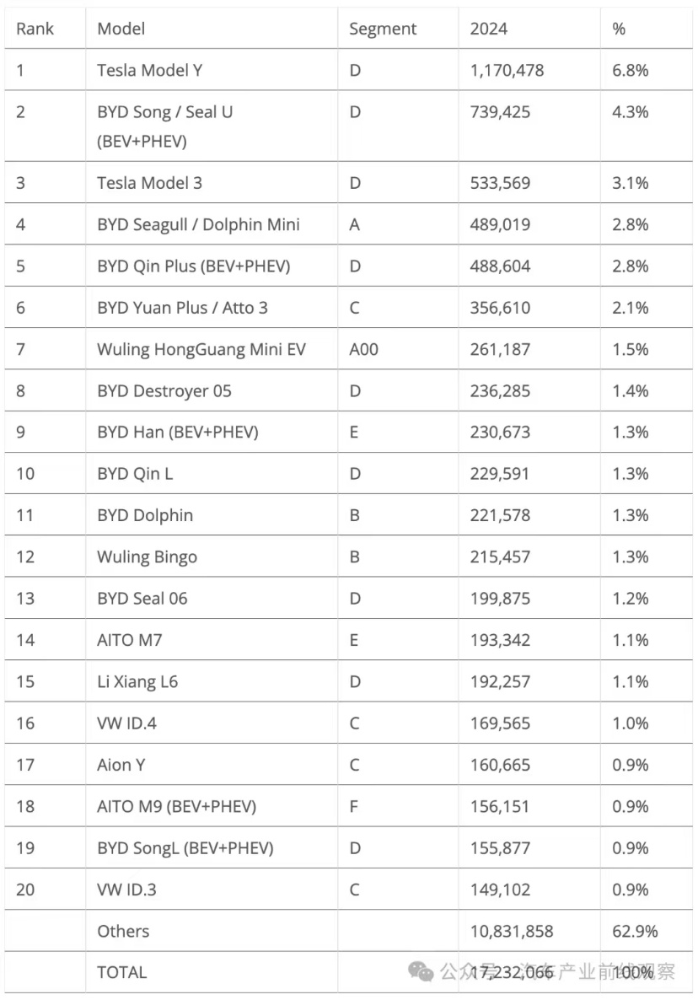 Rank Model Segment 2024 %
1 Tesla Model Y D 1,170,478 6.8%
2 BYD Song / Seal U D 739,425 4.3%
(BEV+PHEV)
3 Tesla Model 3 D 533,569 3.1%
4 BYD Seagull / Dolphin Mini A 489,019 2.8%
5 BYD Qin Plus (BEV+PHEV) D 488,604 2.8%
6 BYD Yuan Plus / Atto 3 C 356,610 2.1%
7 Wuling HongGuang Mini EV A00 261,187 1.5%
8 BYD Destroyer 05 D 236,285 1.4%
9 BYD Han (BEV+PHEV) E 230,673 1.3%
10 BYD Qin L D 229,591 1.3%
11 BYD Dolphin B 221,578 1.3%
12 Wuling Bingo B 215,457 1.3%
13 BYD Seal 06 D 199,875 1.2%
14 AITO M7 E 193,342 1.1%
15 Li Xiang L6 D 192,257 1.1%
16 VW ID.4 C 169,565 1.0%
17 Aion Y C 160,665 0.9%
18 AITO M9 (BEV+PHEV) F 156,151 0.9%
19 BYD SongL (BEV+PHEV) D 155,877 0.9%
20 VW ID.3 C 149,102 0.9%
Others 10,831,858 62.9%
TOTAL 17,232,066 100%
公众号 · 汽车产业前线观察